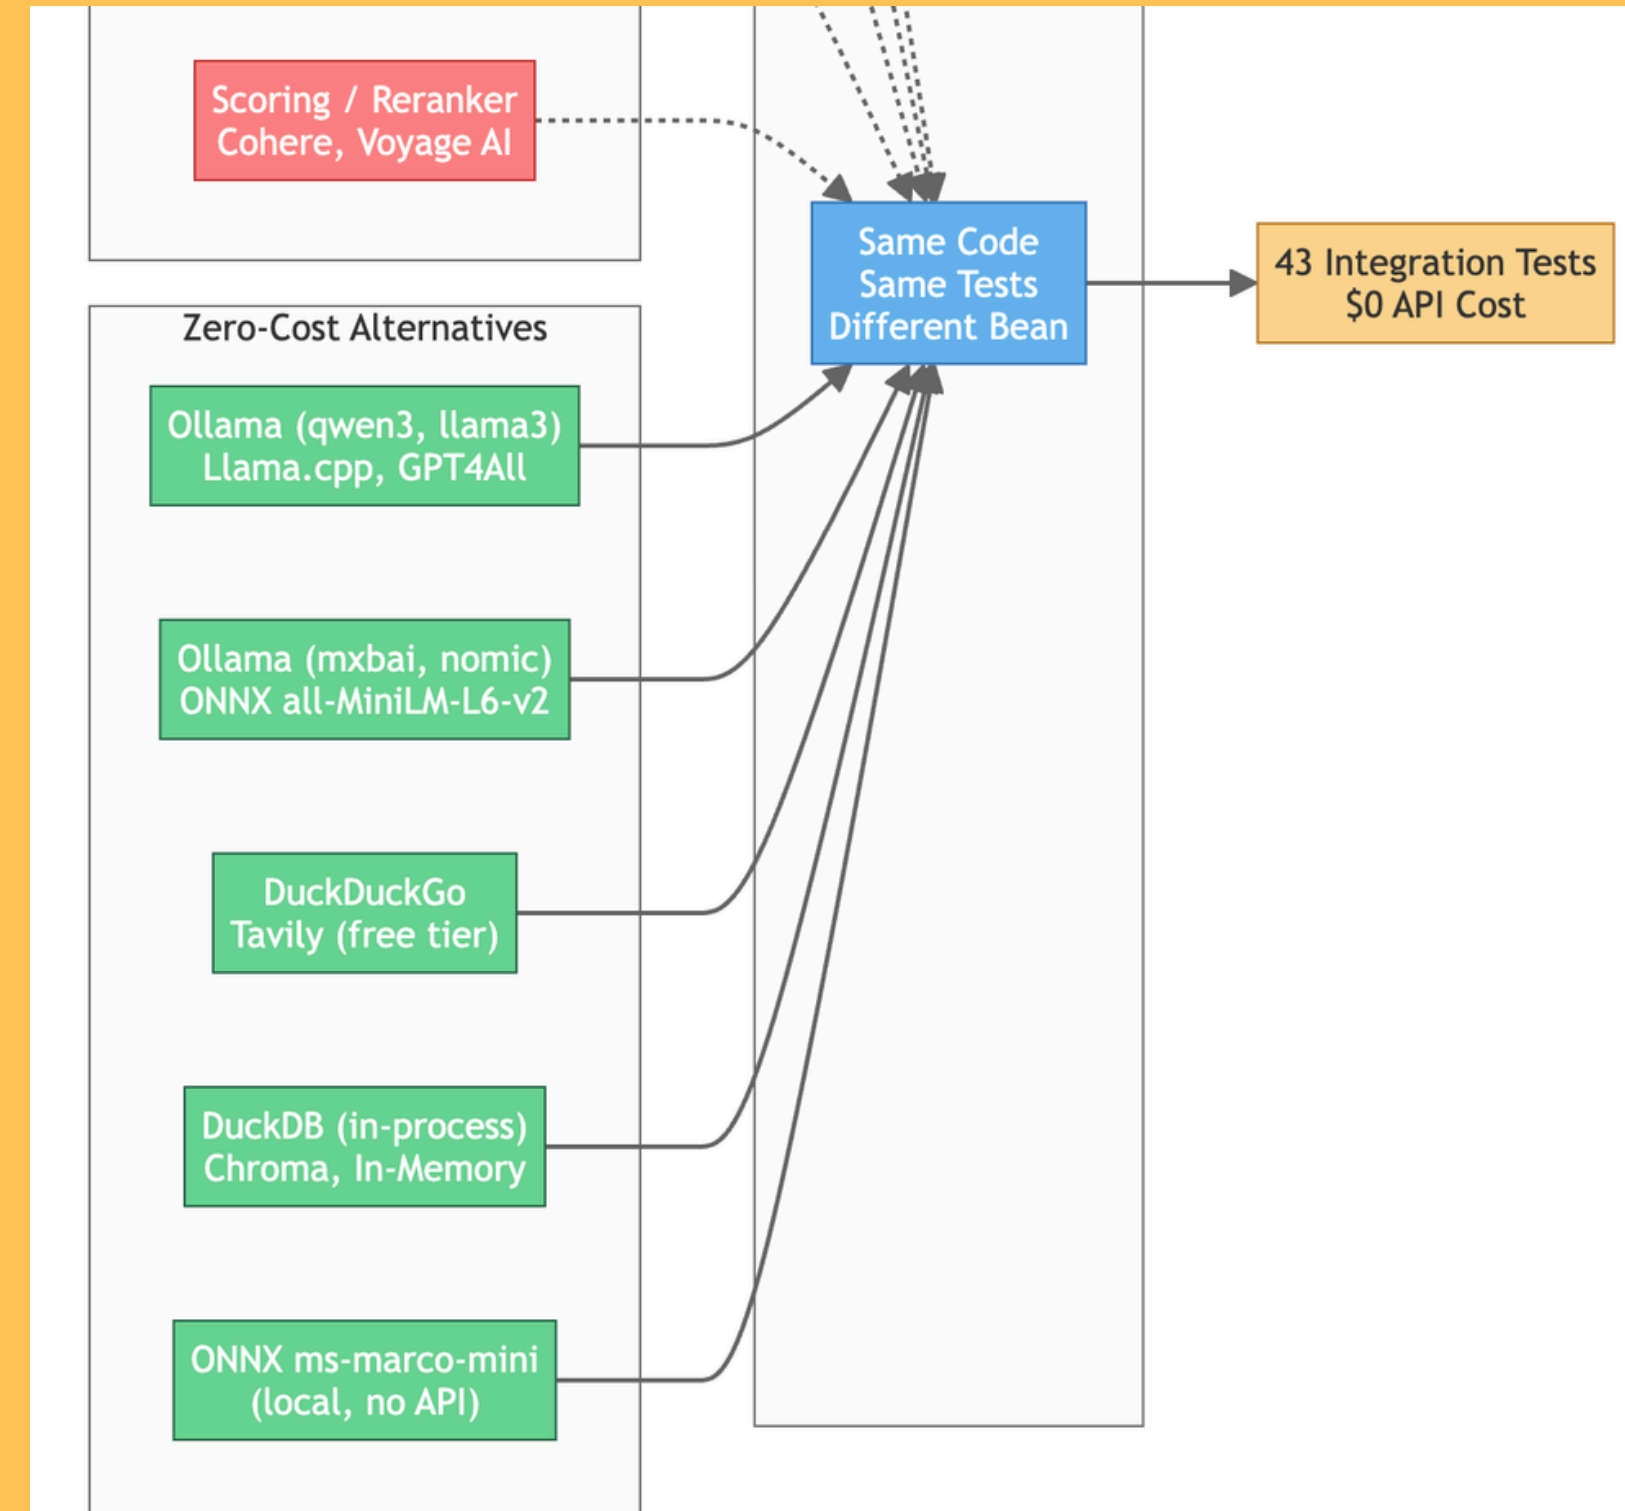 Scoring / Reranker
Cohere, Voyage AI
Same Code
Same Tests
Different Bean
43 Integration Tests
$0 API Cost
Zero-Cost Alternatives
Ollama (qwen3, llama3)
Llama.cpp, GPT4All
Ollama (mxbai, nomic)
ONNX all-MiniLM-L6-v2
DuckDuckGo
Tavily (free tier)
DuckDB (in-process)
Chroma, In-Memory
ONNX ms-marco-mini
(local, no API)